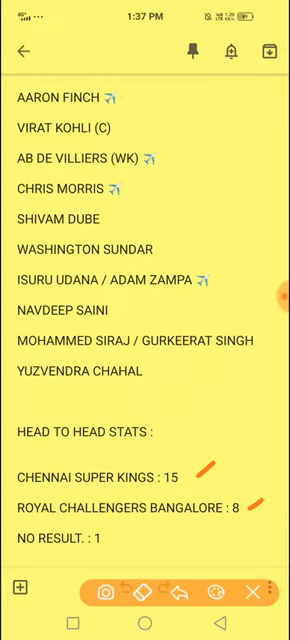 4G
1:37 PM
AARON FINCH ✈️
VIRAT KOHLI (C)
AB DE VILLIERS (WK) ✈️
CHRIS MORRIS ✈️
SHIVAM DUBE
WASHINGTON SUNDAR
ISURU UDANA / ADAM ZAMPA ✈️
NAVDEEP SAINI
MOHAMMED SIRAJ / GURKEERAT SINGH
YUZVENDRA CHAHAL
HEAD TO HEAD STATS :
CHENNAI SUPER KINGS : 15
ROYAL CHALLENGERS BANGALORE : 8
NO RESULT. : 1